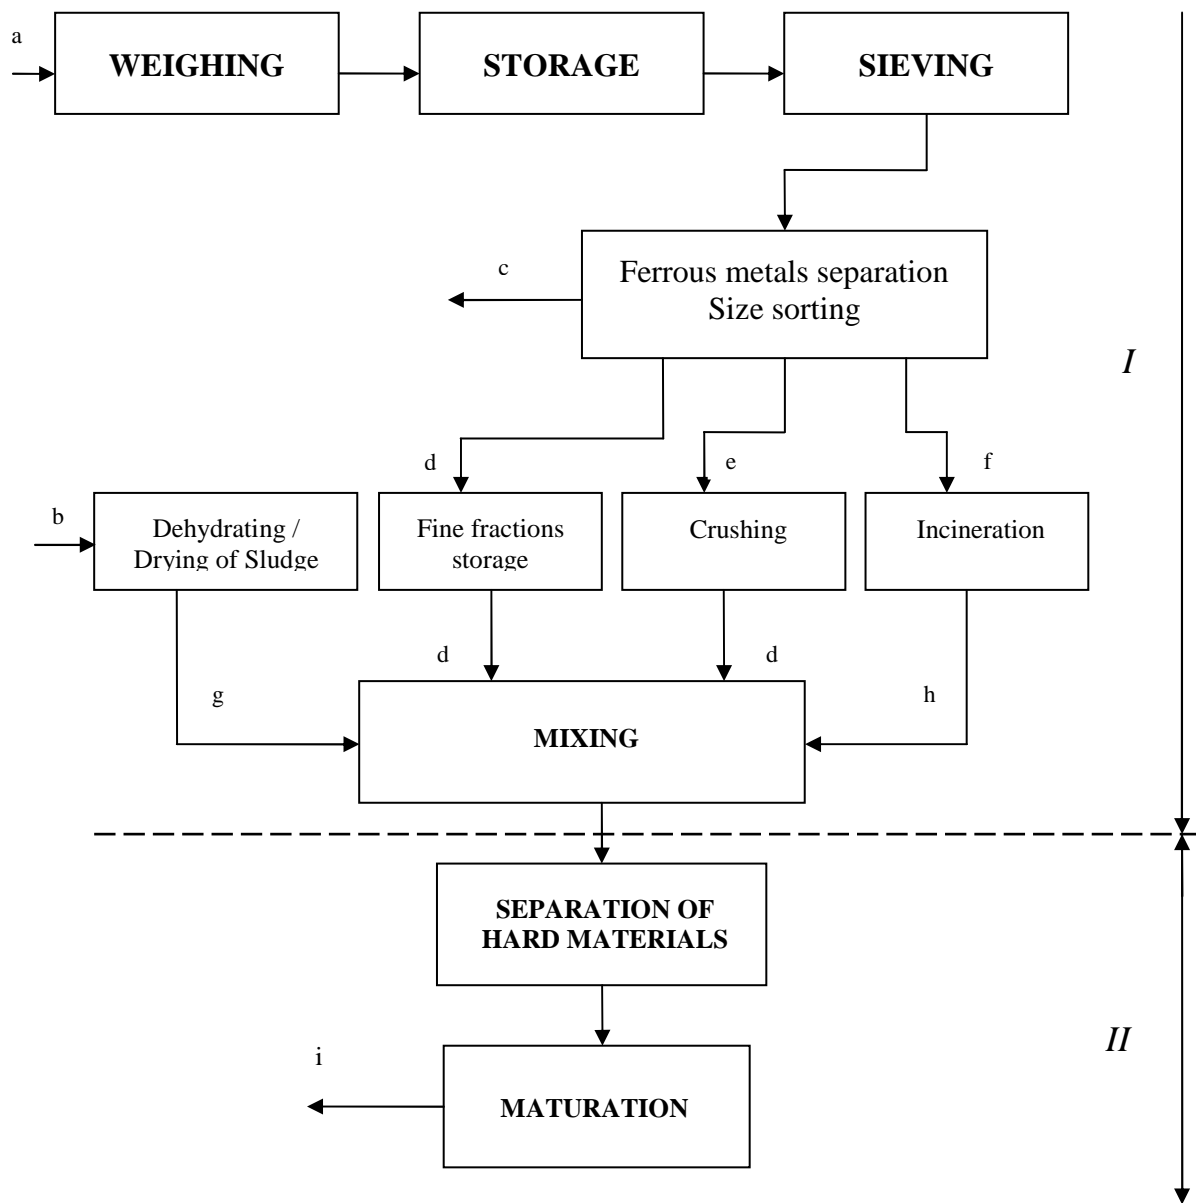 a
WEIGHING
STORAGE
SIEVING
c
Ferrous metals separation
Size sorting
I
d
e
f
b
Dehydrating /
Drying of Sludge
Fine fractions
storage
Crushing
Incineration
d
d
g
h
MIXING
SEPARATION OF
HARD MATERIALS
II
i
MATURATION